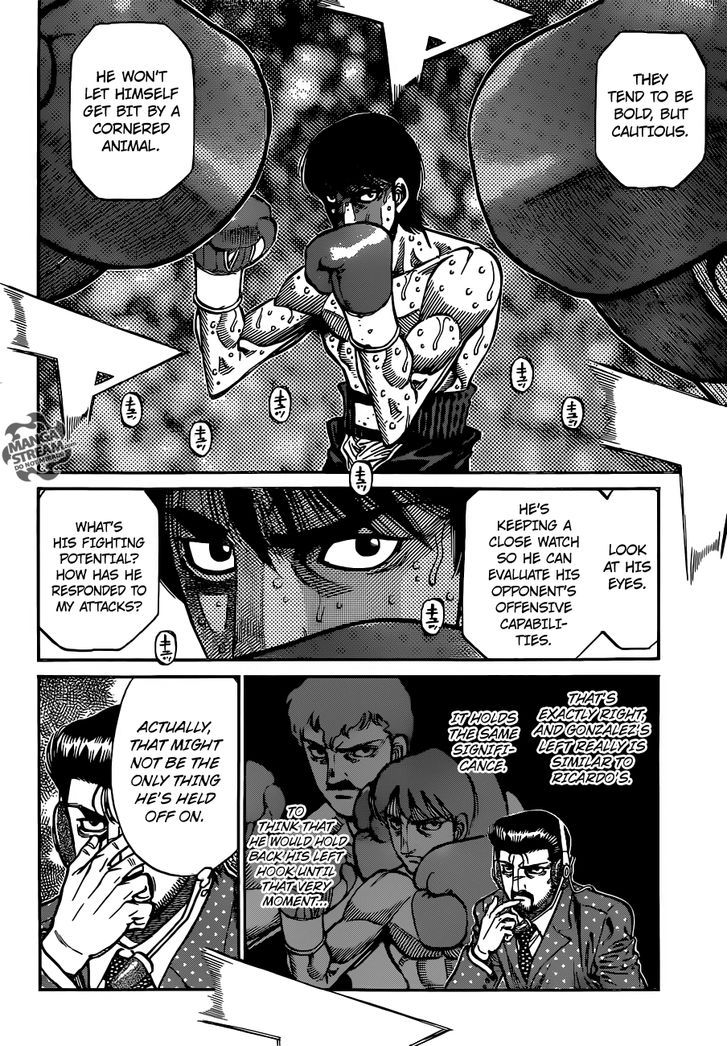 THEY
TEND TO BE
BOLD, BUT
CAUTIOUS.
HE WON'T
LET HIMSELF
GET BIT BY A
CORNERED
ANIMAL.
MANGA
STREAM
LOOK
AT HIS
EYES.
HE'S
KEEPING A
CLOSE WATCH
SO HE CAN
EVALUATE HIS
OPPONENT'S
OFFENSIVE
CAPABILI-
TIES.
WHAT'S
HIS FIGHTING
POTENTIAL?
HOW HAS HE
RESPONDED TO
MY ATTACKS?
THAT'S
EXACTLY RIGHT,
AND GONZALEZ'S
LEFT REALLY IS
SIMILAR TO
RICARDO'S.
IT HOLDS
THE SAME
SIGNIFI-
CANCE.
TO
THINK THAT
HE WOULD HOLD
BACK HIS LEFT
HOOK UNTIL
THAT VERY
MOMENT...
ACTUALLY,
THAT MIGHT
NOT BE THE
ONLY THING
HE'S HELD
OFF ON.